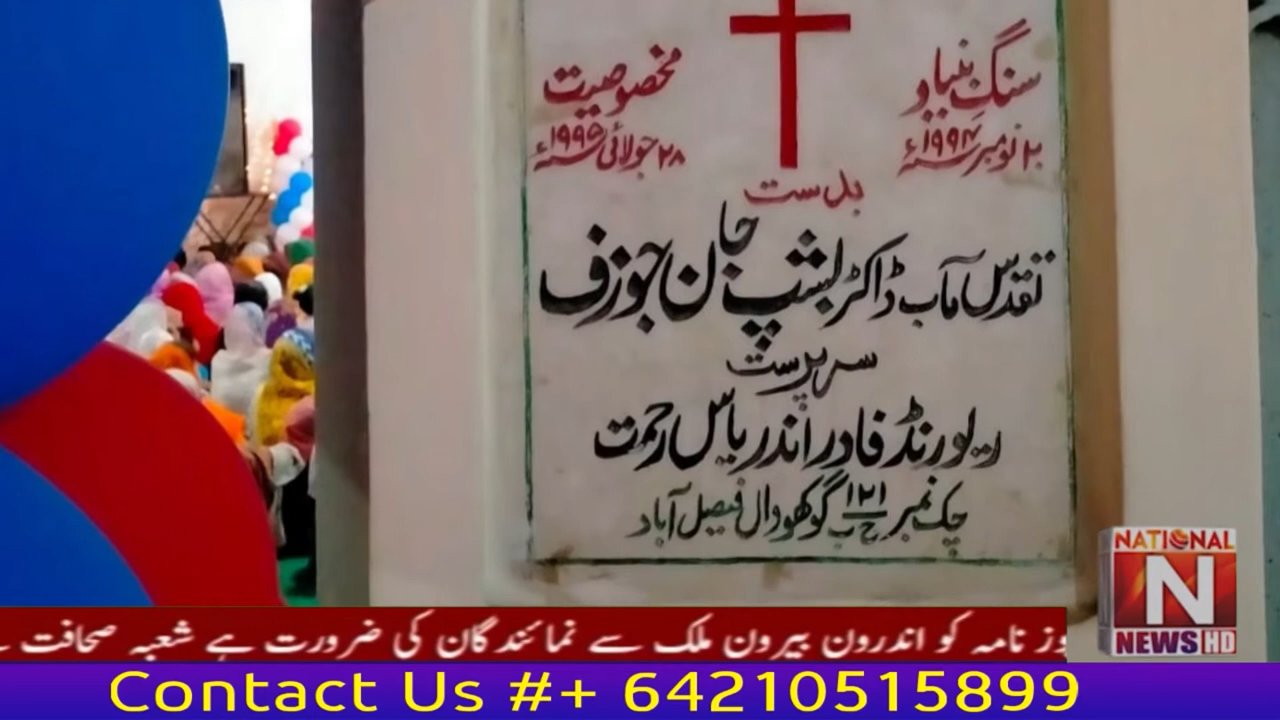 سنگِ بنیاد
۲ نومبر ۱۹۹۴ء
مخصوصیت
۲۸ جولائی ۱۹۹۵ء
بدست
تقدس مآب ڈاکٹر بشپ جان جوزف
سرپرست
ریورنڈ فادر اندریاس رحمت
چک نمبر ۱۲۱ ج ب گوکھووال فیصل آباد
NATIONAL
N
NEWS HD
وز نامہ کو اندرون بیرون ملک سے نمائندگان کی ضرورت ہے شعبہ صحافت
Contact Us #+ 64210515899